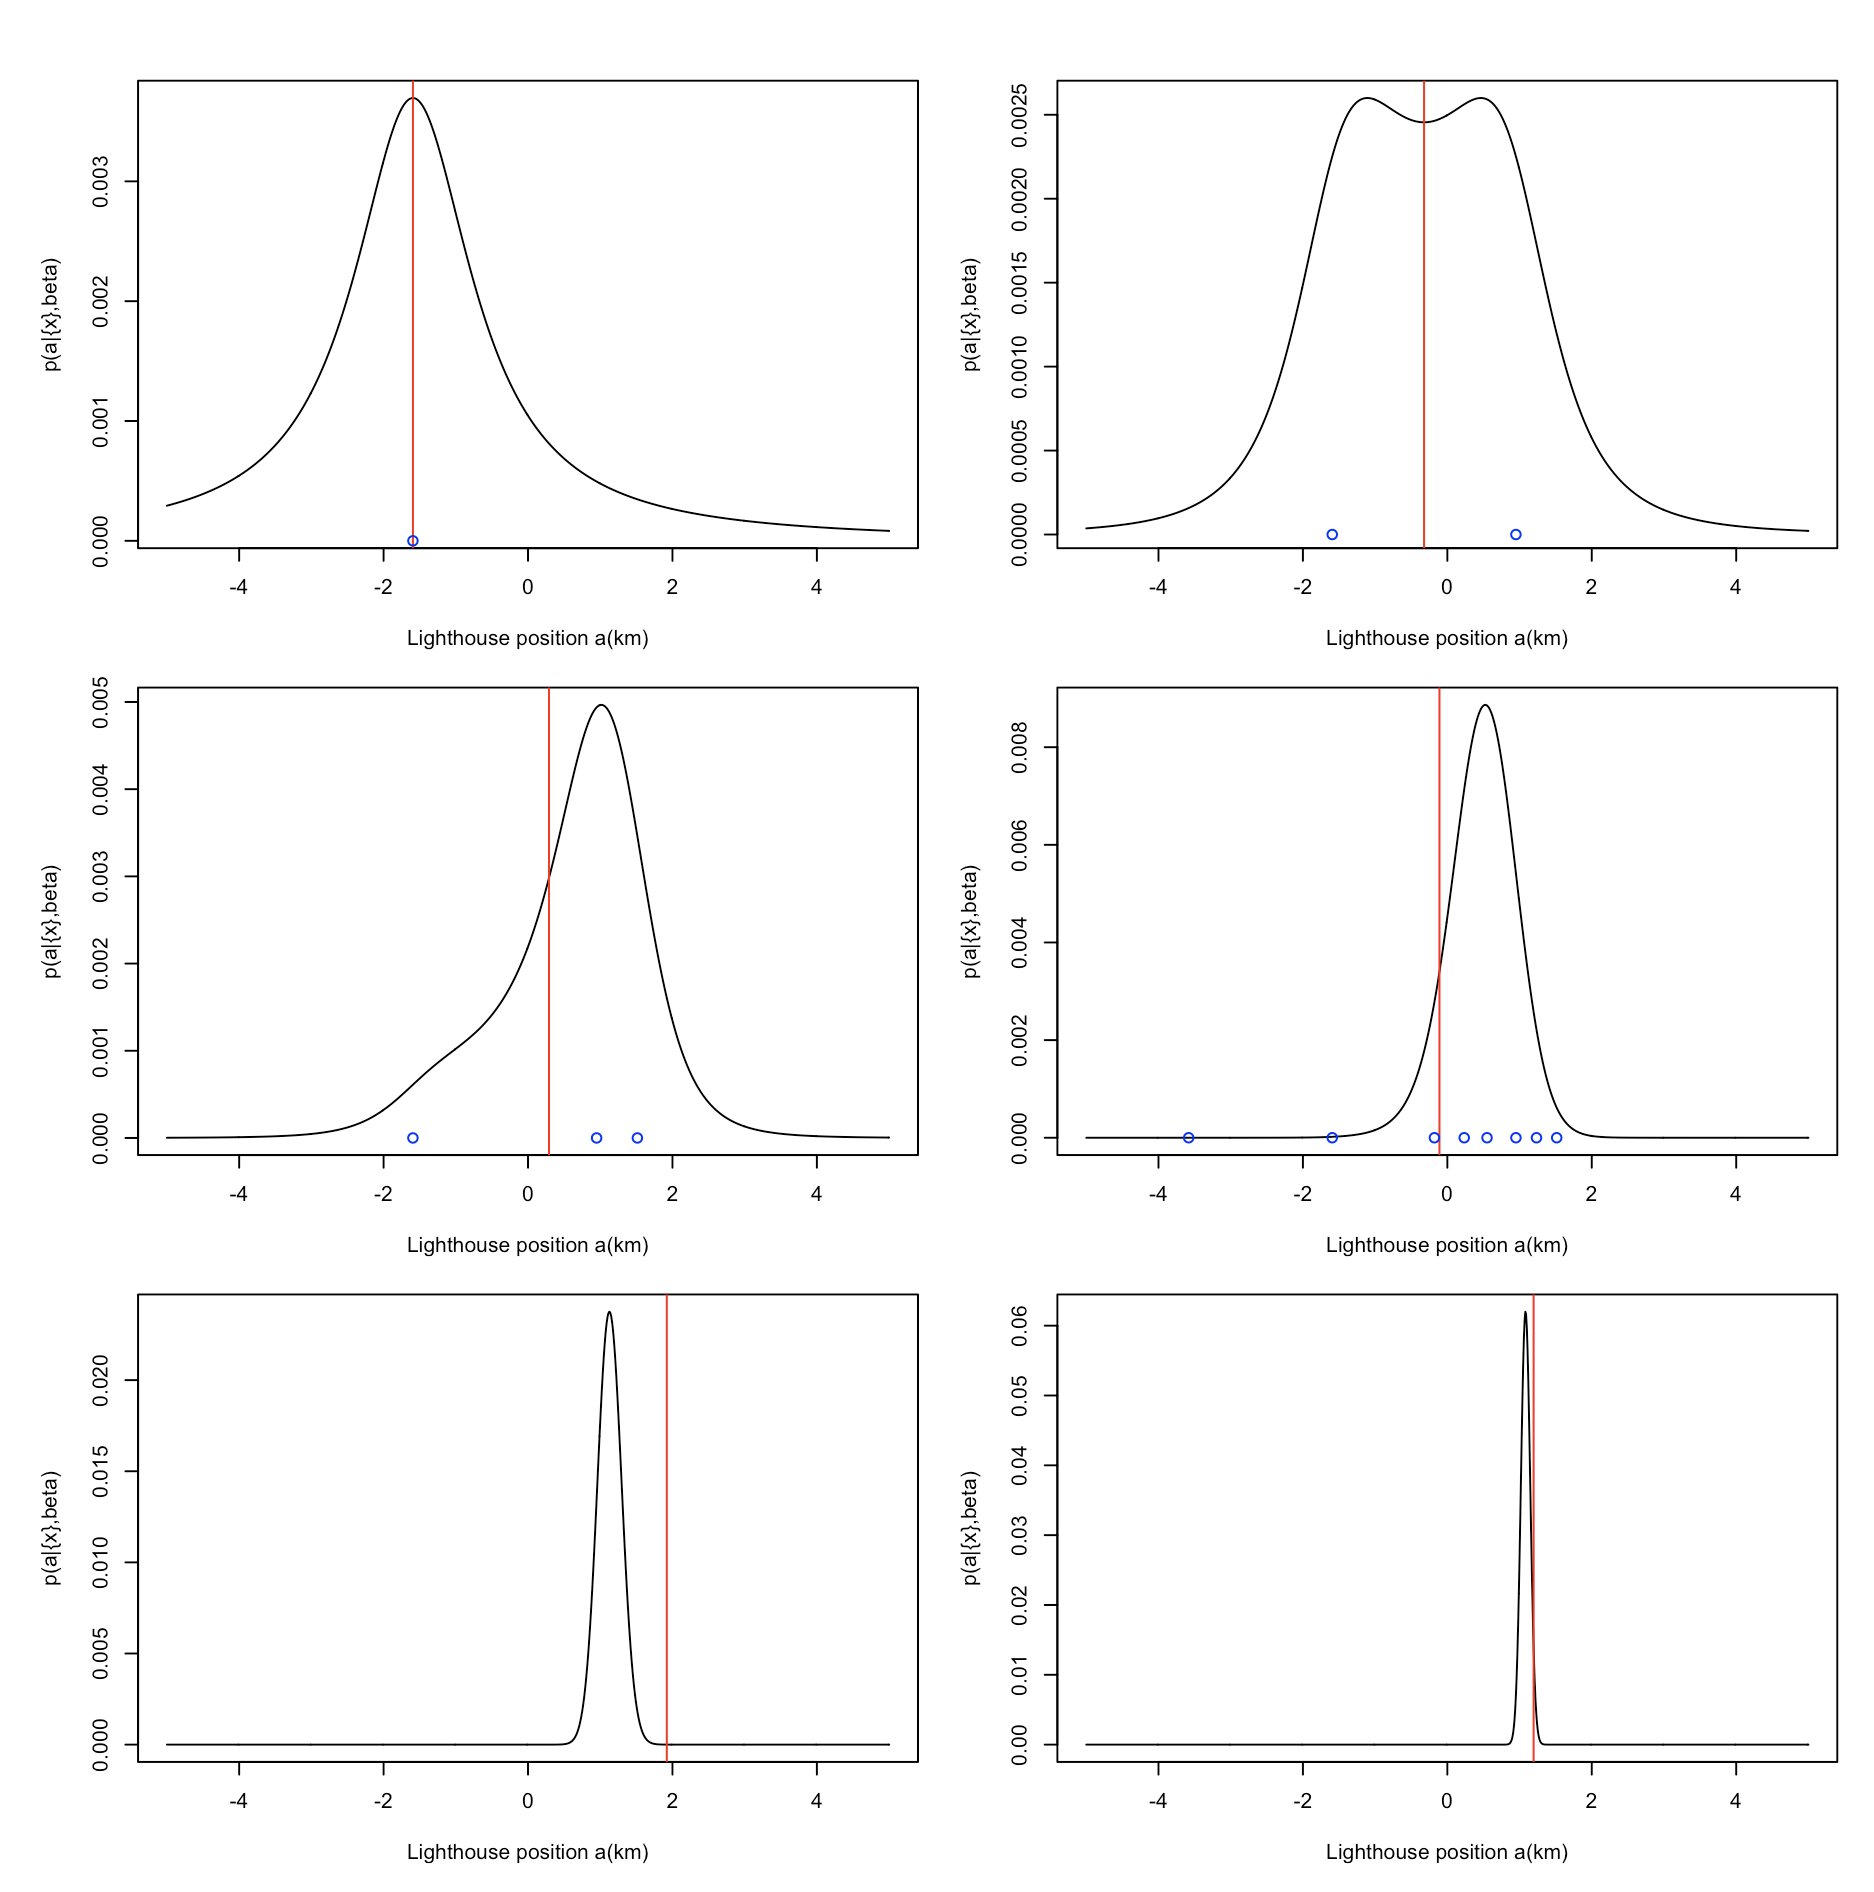 p(a|{x},beta)
0.000 0.001 0.002 0.003
-4 -2 0 2 4
Lighthouse position a(km)
p(a|{x},beta)
0.0000 0.0005 0.0010 0.0015 0.0020 0.0025
-4 -2 0 2 4
Lighthouse position a(km)
p(a|{x},beta)
0.000 0.001 0.002 0.003 0.004 0.005
-4 -2 0 2 4
Lighthouse position a(km)
p(a|{x},beta)
0.000 0.002 0.004 0.006 0.008
-4 -2 0 2 4
Lighthouse position a(km)
p(a|{x},beta)
0.000 0.005 0.010 0.015 0.020
-4 -2 0 2 4
Lighthouse position a(km)
p(a|{x},beta)
0.00 0.01 0.02 0.03 0.04 0.05 0.06
-4 -2 0 2 4
Lighthouse position a(km)